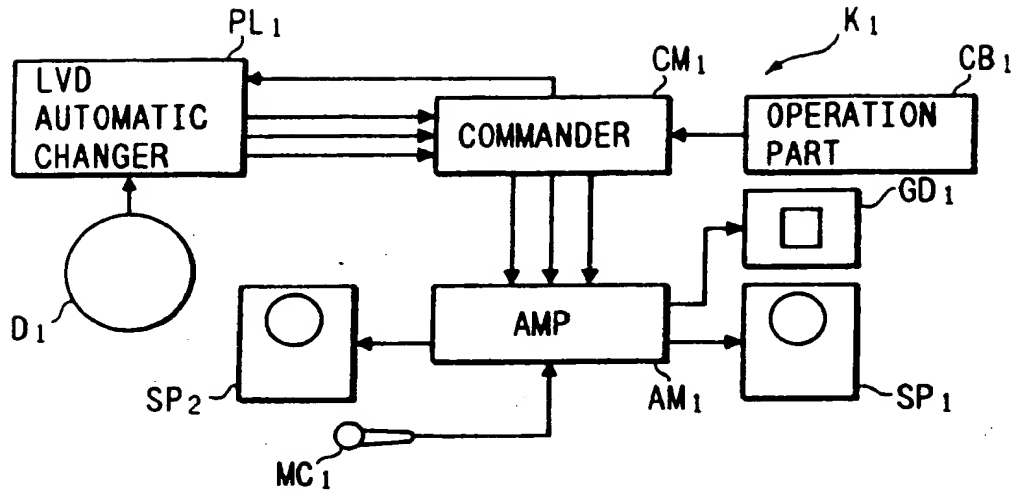 PL1
K1
CM1
CB1
LVD
AUTOMATIC
CHANGER
COMMANDER
OPERATION
PART
GD1
D1
AMP
SP2
AM1
SP1
MC1